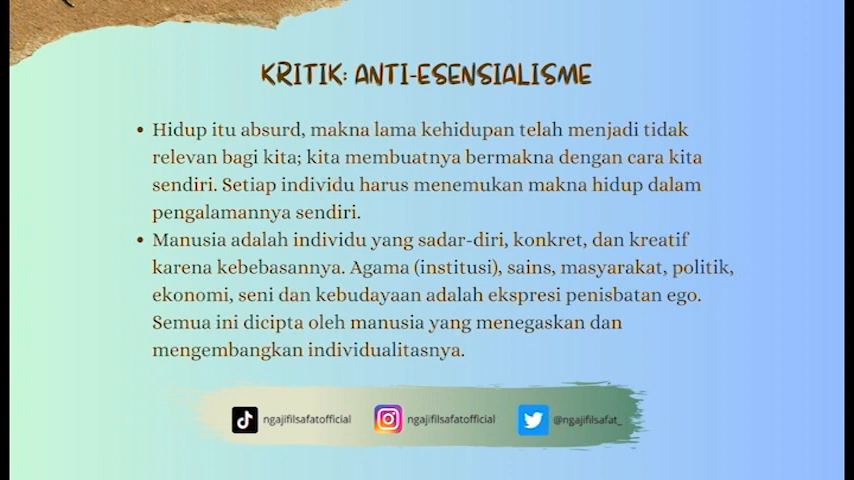 KRITIK: ANTI-ESENSIALISME
• Hidup itu absurd, makna lama kehidupan telah menjadi tidak
relevan bagi kita; kita membuatnya bermakna dengan cara kita
sendiri. Setiap individu harus menemukan makna hidup dalam
pengalamannya sendiri.
• Manusia adalah individu yang sadar-diri, konkret, dan kreatif
karena kebebasannya. Agama (institusi), sains, masyarakat, politik,
ekonomi, seni dan kebudayaan adalah ekspresi penisbatan ego.
Semua ini dicipta oleh manusia yang menegaskan dan
mengembangkan individualitasnya.
ngajifilsafatofficial ngajifilsafatofficial @ngajifilsafat_